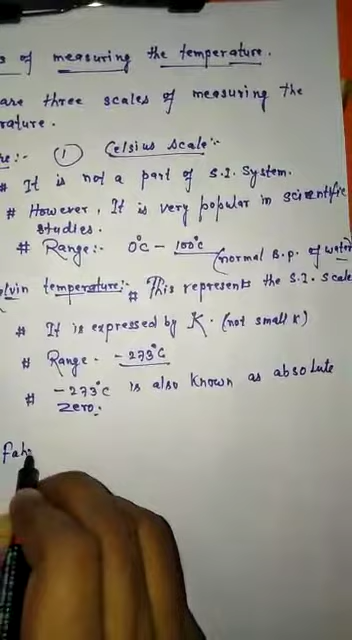 of measuring the temperature.
are three scales of measuring the
rature.
re:- 1 Celsius Scale:-
# It is not a part of S.I. System.
# However, It is very popular in scientific
studies.
# Range:- 0°C - 100°C
(normal B.P. of water
lvin temperature:- # This represents the S.I. Scale
# It is expressed by K. (not small k)
# Range - -273°C
# -273°C is also known as absolute
Zero.
fah